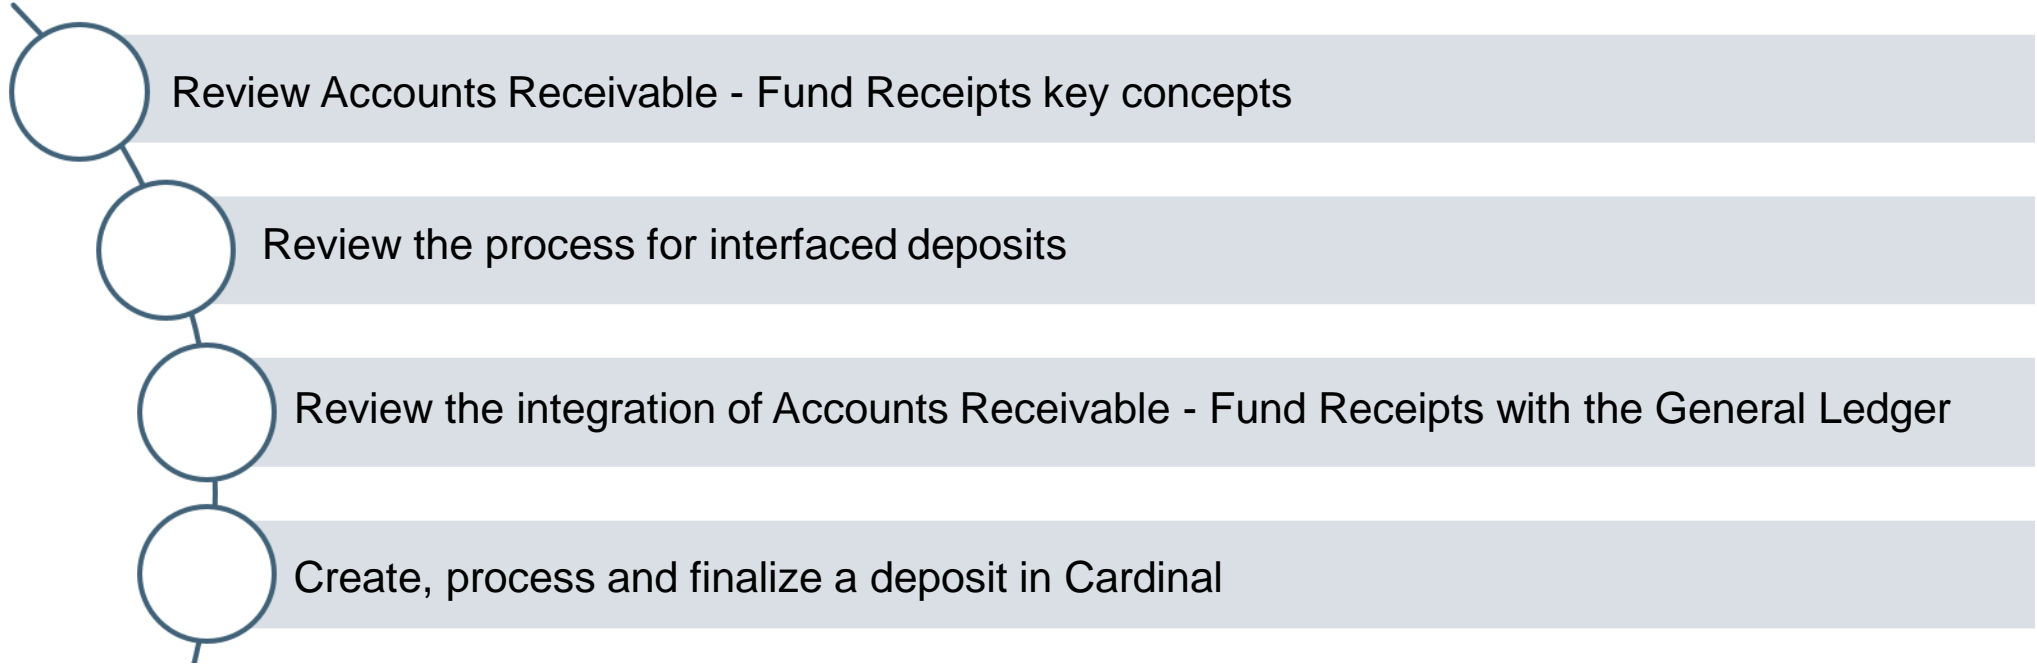 Review Accounts Receivable - Fund Receipts key concepts
Review the process for interfaced deposits
Review the integration of Accounts Receivable - Fund Receipts with the General Ledger
Create, process and finalize a deposit in Cardinal